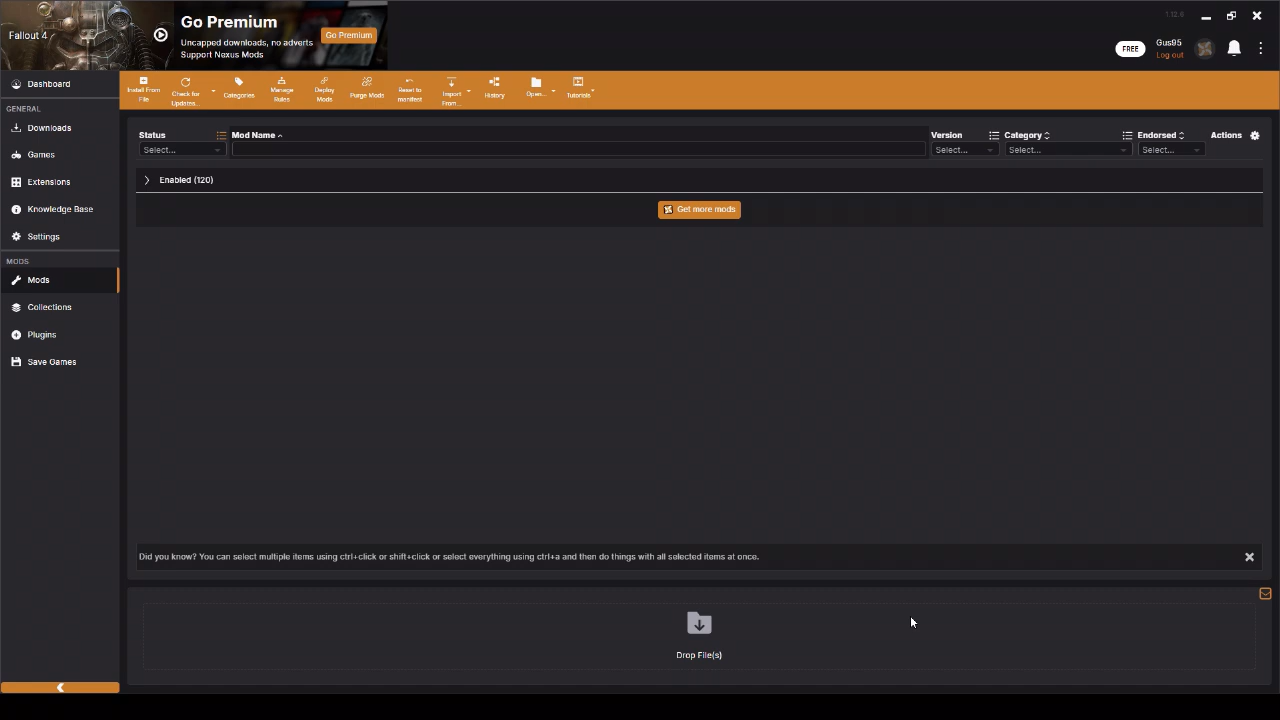 Fallout 4
Go Premium
Uncapped downloads, no adverts
Support Nexus Mods
Go Premium
1.12.6
FREE
Gus95
Log out
Dashboard
GENERAL
Downloads
Games
Extensions
Knowledge Base
Settings
MODS
Mods
Collections
Plugins
Save Games
Install From
File
Check for
Updates...
Categories
Manage
Rules
Deploy
Mods
Purge Mods
Reset to
manifest
Import
From...
History
Open...
Tutorials
Status
Mod Name
Version
Category
Endorsed
Actions
Select...
Select...
Select...
Select...
Enabled (120)
Get more mods
Did you know? You can select multiple items using ctrl+click or shift+click or select everything using ctrl+a and then do things with all selected items at once.
Drop File(s)